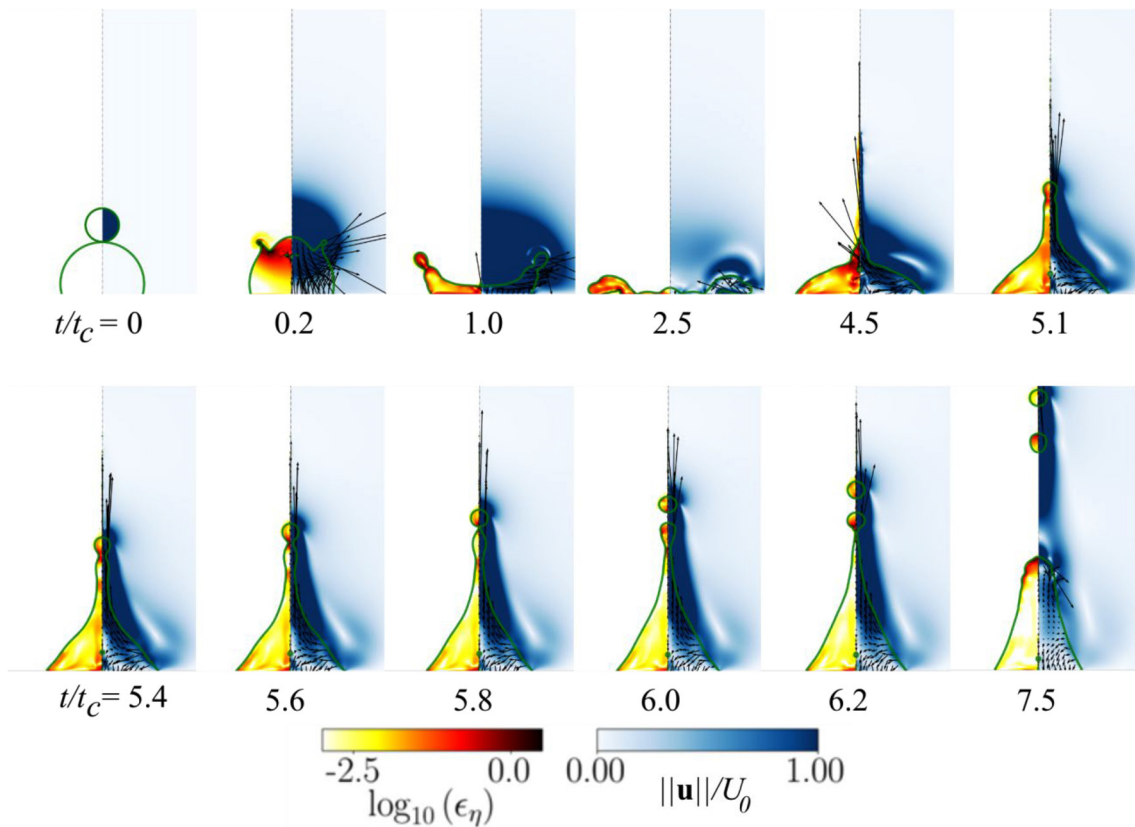 t/t_c = 0 0.2 1.0 2.5 4.5 5.1
t/t_c = 5.4 5.6 5.8 6.0 6.2 7.5
-2.5 0.0 0.00 1.00
log₁₀ (ϵ_η) ||u||/U₀